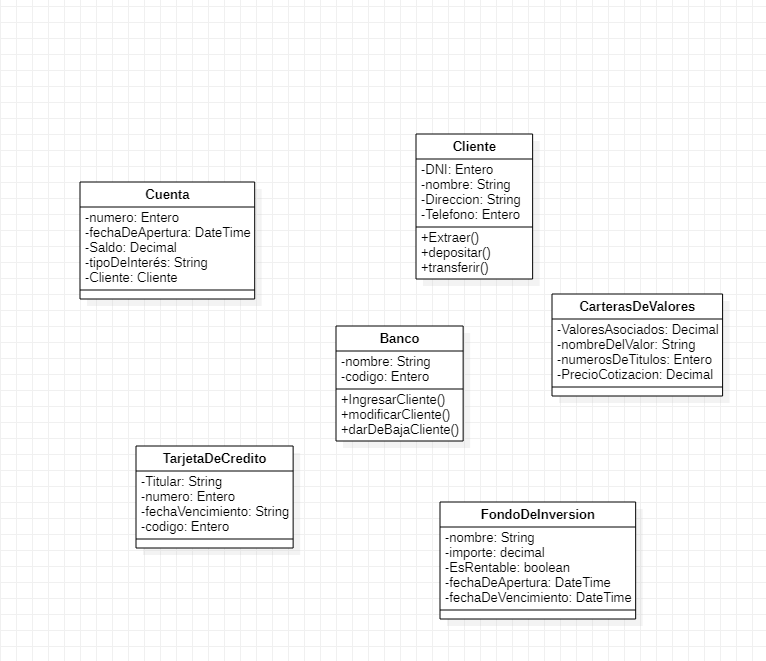 Cliente
-DNI: Entero
-nombre: String
-Direccion: String
-Telefono: Entero
+Extraer()
+depositar()
+transferir()
Cuenta
-numero: Entero
-fechaDeApertura: DateTime
-Saldo: Decimal
-tipoDeInterés: String
-Cliente: Cliente
CarterasDeValores
-ValoresAsociados: Decimal
-nombreDelValor: String
-numerosDeTitulos: Entero
-PrecioCotizacion: Decimal
Banco
-nombre: String
-codigo: Entero
+IngresarCliente()
+modificarCliente()
+darDeBajaCliente()
TarjetaDeCredito
-Titular: String
-numero: Entero
-fechaVencimiento: String
-codigo: Entero
FondoDeInversion
-nombre: String
-importe: decimal
-EsRentable: boolean
-fechaDeApertura: DateTime
-fechaDeVencimiento: DateTime